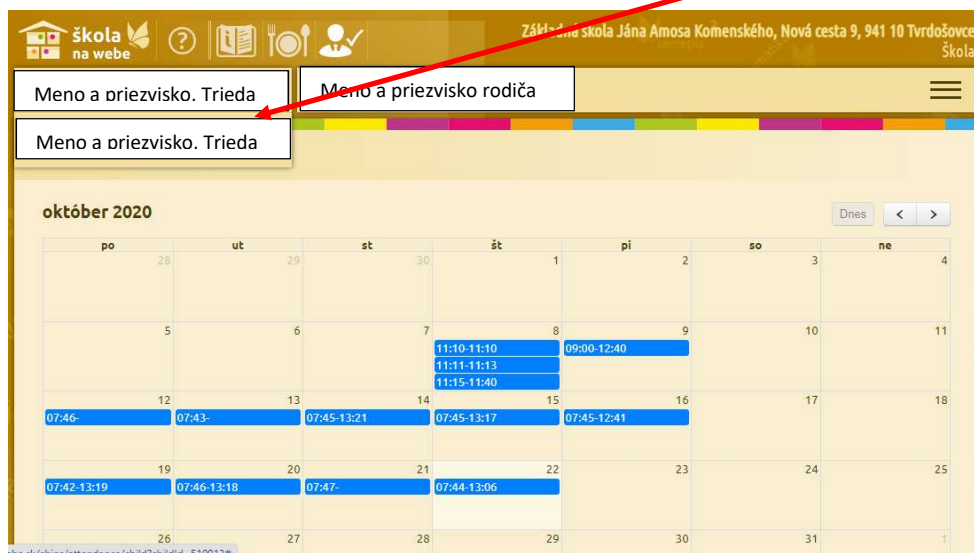 škola
na webe
Základná škola Jána Amosa Komenského, Nová cesta 9, 941 10 Tvrdošovce
Škola
Meno a priezvisko. Trieda
Meno a priezvisko rodiča
Meno a priezvisko. Trieda
október 2020
Dnes
po ut st št pi so ne
28 29 30 1 2 3 4
5 6 7 8 9 10 11
11:10-11:10 09:00-12:40
11:11-11:13
11:15-11:40
12 13 14 15 16 17 18
07:46- 07:43- 07:45-13:21 07:45-13:17 07:45-12:41
19 20 21 22 23 24 25
07:42-13:19 07:46-13:18 07:47- 07:44-13:06
26 27 28 29 30 31 1